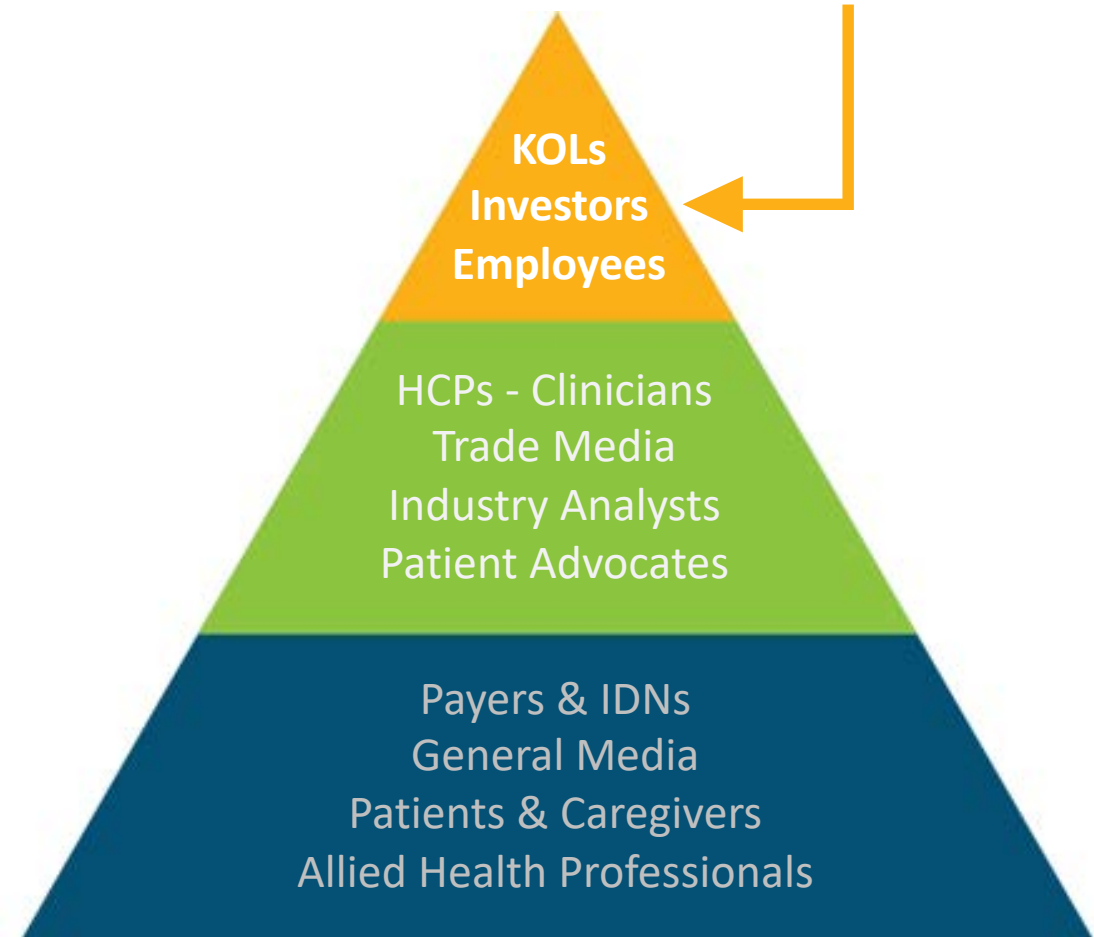 KOLs
Investors
Employees
HCPs - Clinicians
Trade Media
Industry Analysts
Patient Advocates
Payers & IDNs
General Media
Patients & Caregivers
Allied Health Professionals